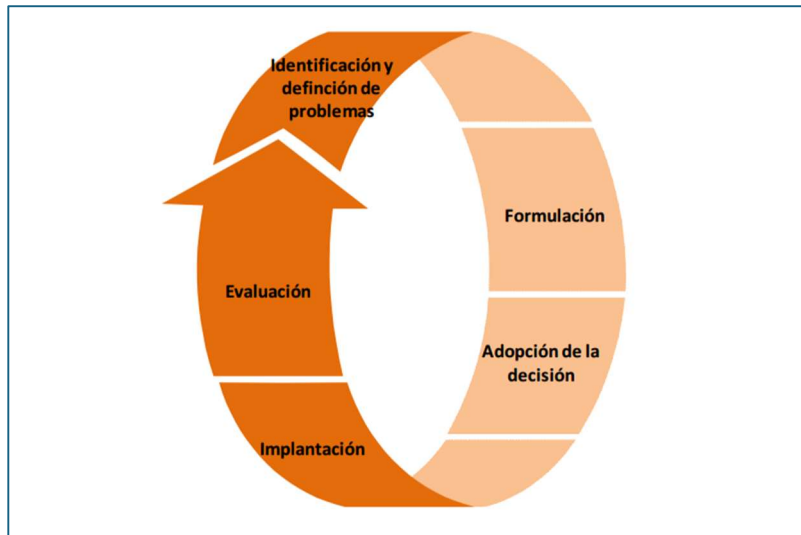 Identificación y
definción de
problemas
Formulación
Adopción de la
decisión
Implantación
Evaluación